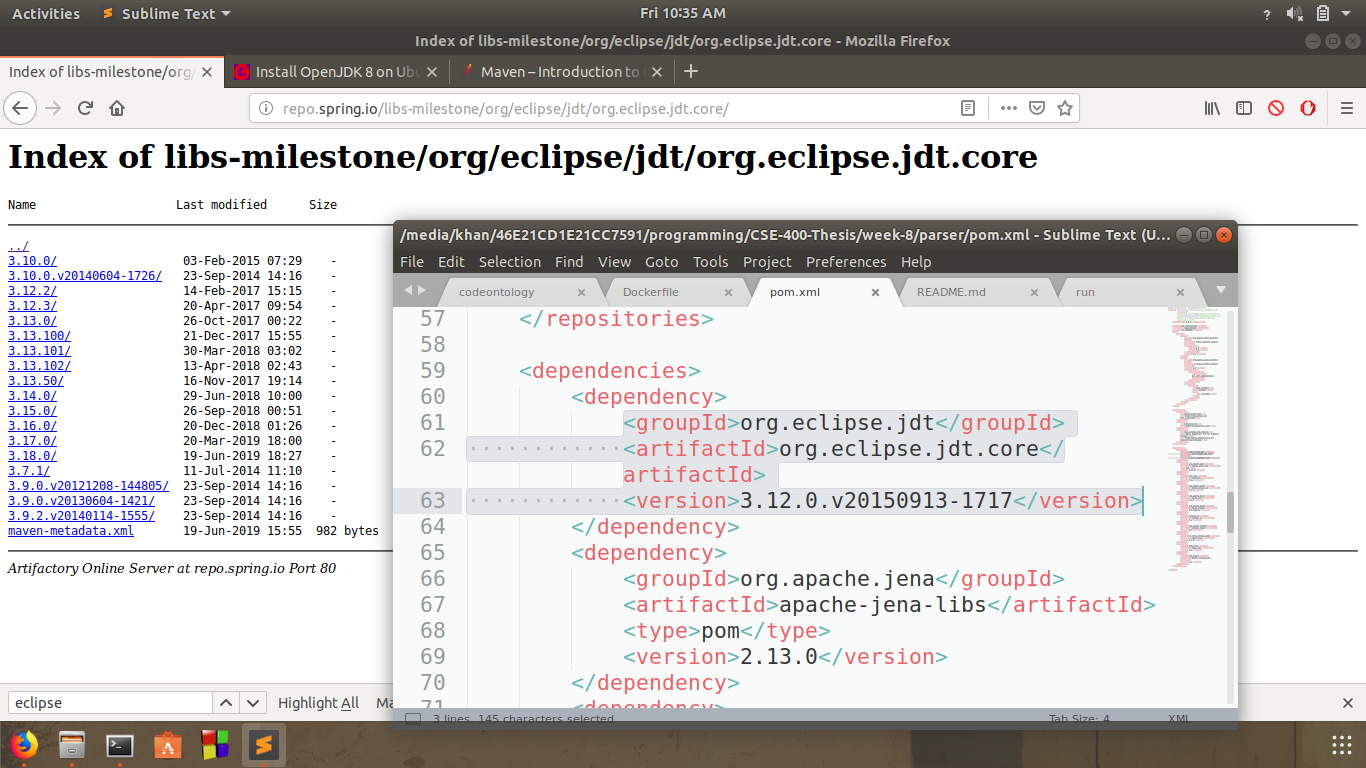 Activities
Sublime Text
Fri 10:35 AM
?
Index of libs-milestone/org/eclipse/jdt/org.eclipse.jdt.core - Mozilla Firefox
Index of libs-milestone/org/
Install OpenJDK 8 on Ubu
Maven – Introduction to
repo.spring.io/libs-milestone/org/eclipse/jdt/org.eclipse.jdt.core/
Index of libs-milestone/org/eclipse/jdt/org.eclipse.jdt.core
Name Last modified Size
../
3.10.0/ 03-Feb-2015 07:29 -
3.10.0.v20140604-1726/ 23-Sep-2014 14:16 -
3.12.2/ 14-Feb-2017 15:15 -
3.12.3/ 20-Apr-2017 09:54 -
3.13.0/ 26-Oct-2017 00:22 -
3.13.100/ 21-Dec-2017 15:55 -
3.13.101/ 30-Mar-2018 03:02 -
3.13.102/ 13-Apr-2018 02:43 -
3.13.50/ 16-Nov-2017 19:14 -
3.14.0/ 29-Jun-2018 10:00 -
3.15.0/ 26-Sep-2018 00:51 -
3.16.0/ 20-Dec-2018 01:26 -
3.17.0/ 20-Mar-2019 18:00 -
3.18.0/ 19-Jun-2019 18:27 -
3.7.1/ 11-Jul-2014 11:10 -
3.9.0.v20121208-144805/ 23-Sep-2014 14:16 -
3.9.0.v20130604-1421/ 23-Sep-2014 14:16 -
3.9.2.v20140114-1555/ 23-Sep-2014 14:16 -
maven-metadata.xml 19-Jun-2019 15:55 982 bytes
Artifactory Online Server at repo.spring.io Port 80
/media/khan/46E21CD1E21CC7591/programming/CSE-400-Thesis/week-8/parser/pom.xml - Sublime Text (U...
File Edit Selection Find View Goto Tools Project Preferences Help
codeontology
Dockerfile
pom.xml
README.md
run
57 </repositories>
58
59 <dependencies>
60 <dependency>
61 <groupId>org.eclipse.jdt</groupId>
62 <artifactId>org.eclipse.jdt.core</
artifactId>
63 <version>3.12.0.v20150913-1717</version>
64 </dependency>
65 <dependency>
66 <groupId>org.apache.jena</groupId>
67 <artifactId>apache-jena-libs</artifactId>
68 <type>pom</type>
69 <version>2.13.0</version>
70 </dependency>
71 <dependency>
3 lines, 145 characters selected
Tab Size: 4
XML
eclipse
Highlight All
Ma